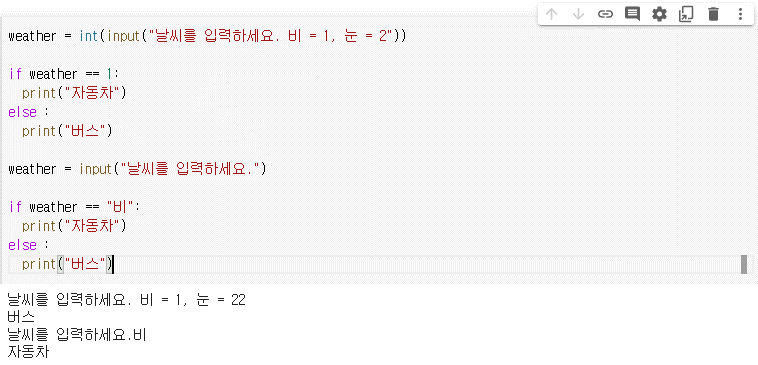 weather = int(input("날씨를 입력하세요. 비 = 1, 눈 = 2"))
if weather == 1:
  print("자동차")
else :
  print("버스")
weather = input("날씨를 입력하세요.")
if weather == "비":
  print("자동차")
else :
  print("버스")
날씨를 입력하세요. 비 = 1, 눈 = 22
버스
날씨를 입력하세요.비
자동차